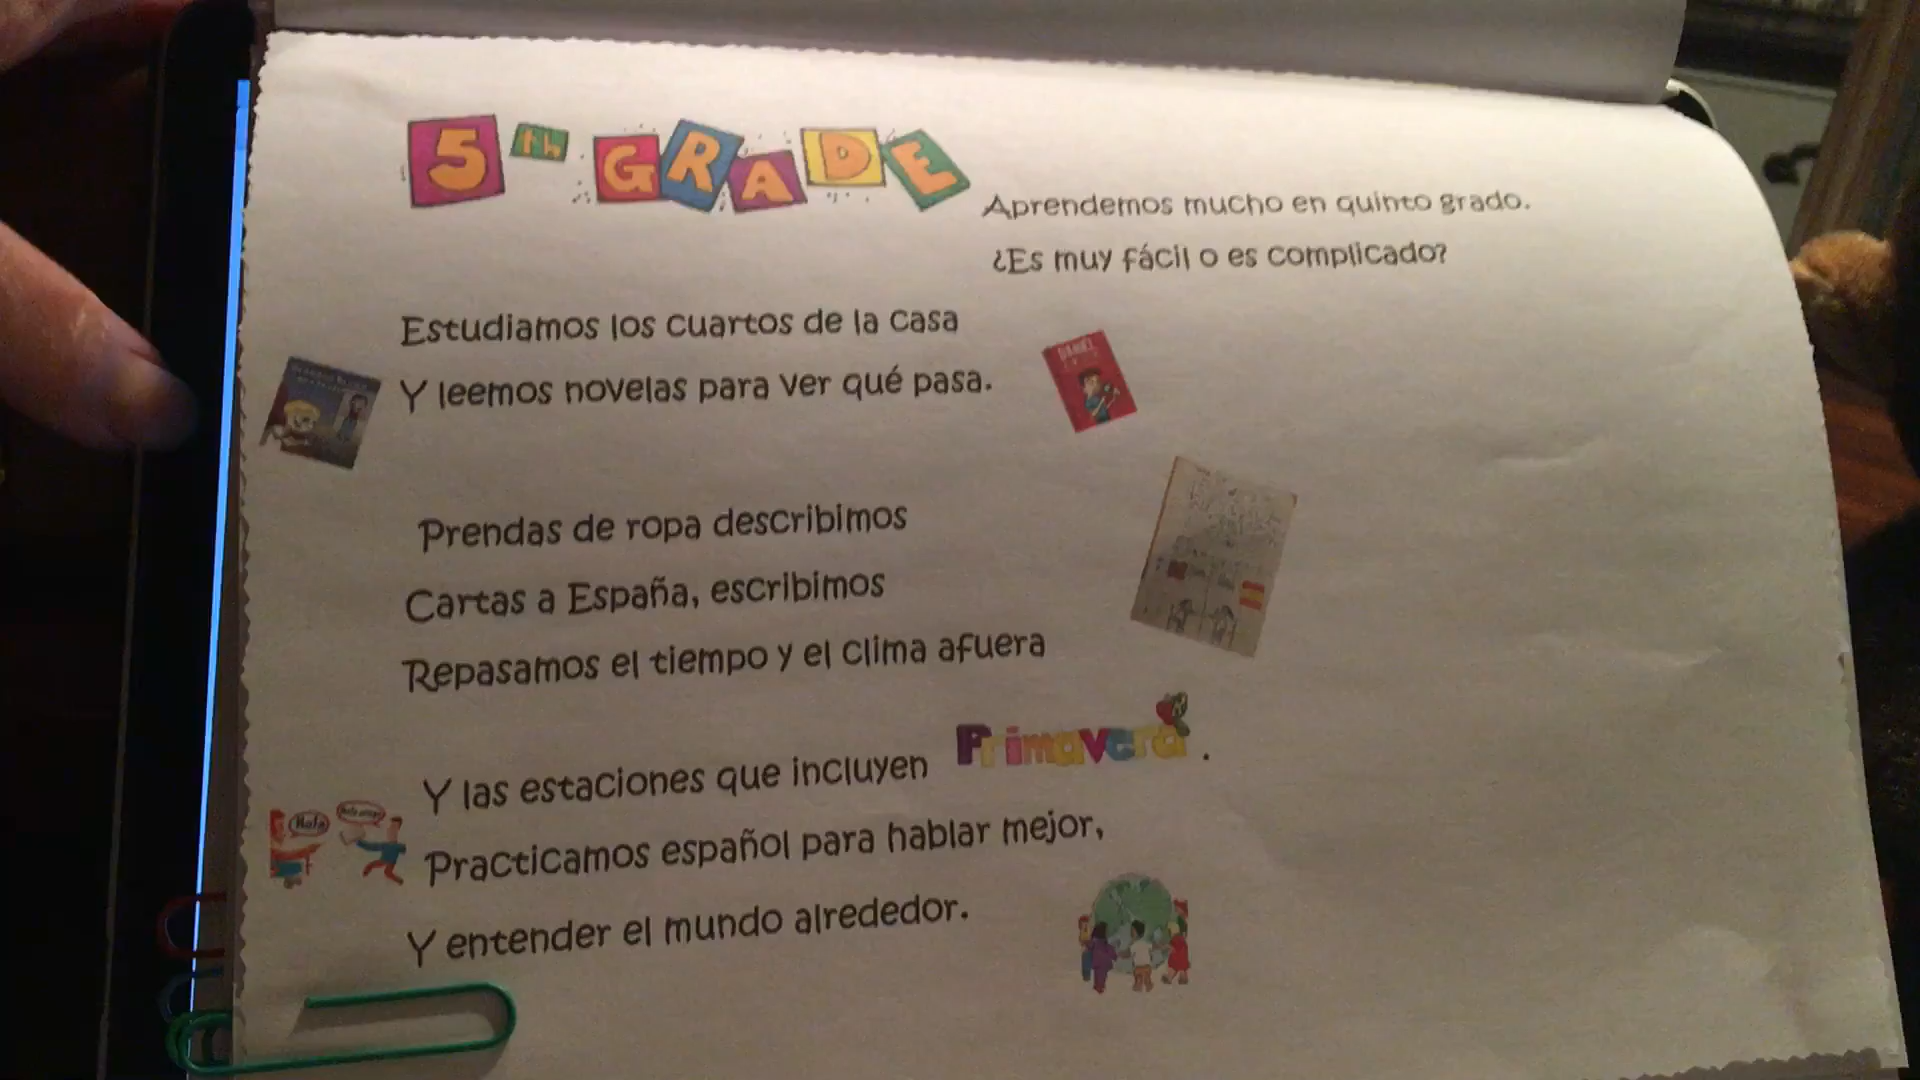 5th GRADE
Aprendemos mucho en quinto grado.
¿Es muy fácil o es complicado?
Estudiamos los cuartos de la casa
Y leemos novelas para ver qué pasa.
DANIEL
Prendas de ropa describimos
Cartas a España, escribimos
Repasamos el tiempo y el clima afuera
Y las estaciones que incluyen Primavera.
Hola
Practicamos español para hablar mejor,
Y entender el mundo alrededor.